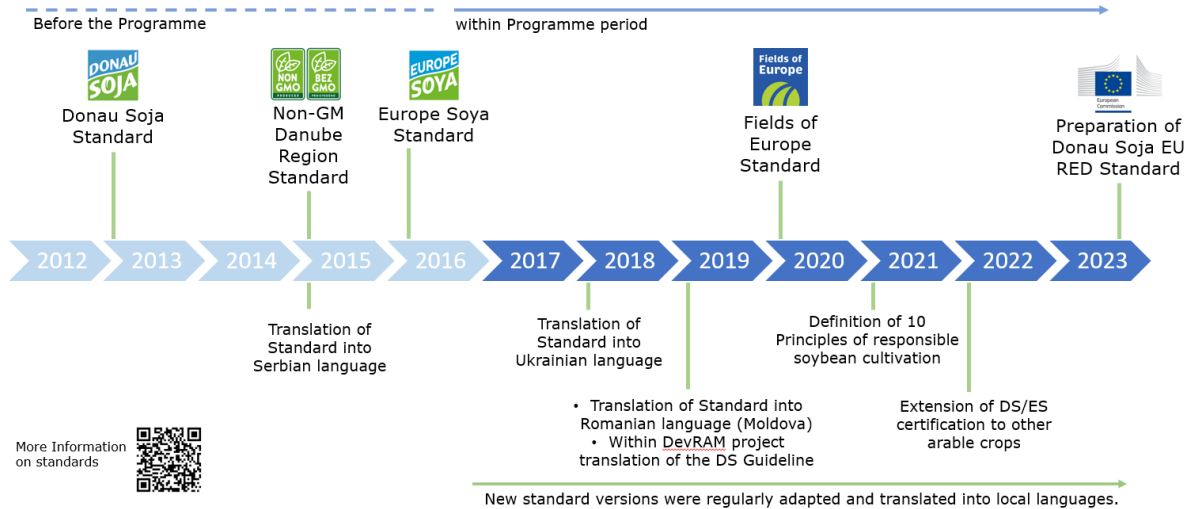 Before the Programme
within Programme period
DONAU
SOJA
Donau Soja
Standard
NON
GMO
PRODUCED
BEZ
GMO
Non-GM
Danube
Region
Standard
EUROPE
SOYA
Europe Soya
Standard
Fields of
Europe
Fields of
Europe
Standard
European
Commission
Preparation of
Donau Soja EU
RED Standard
2012
2013
2014
2015
2016
2017
2018
2019
2020
2021
2022
2023
Translation of
Standard into
Serbian language
Translation of
Standard into
Ukrainian language
• Translation of Standard into
Romanian language (Moldova)
• Within DevRAM project
translation of the DS Guideline
Definition of 10
Principles of responsible
soybean cultivation
Extension of DS/ES
certification to other
arable crops
More Information
on standards
New standard versions were regularly adapted and translated into local languages.